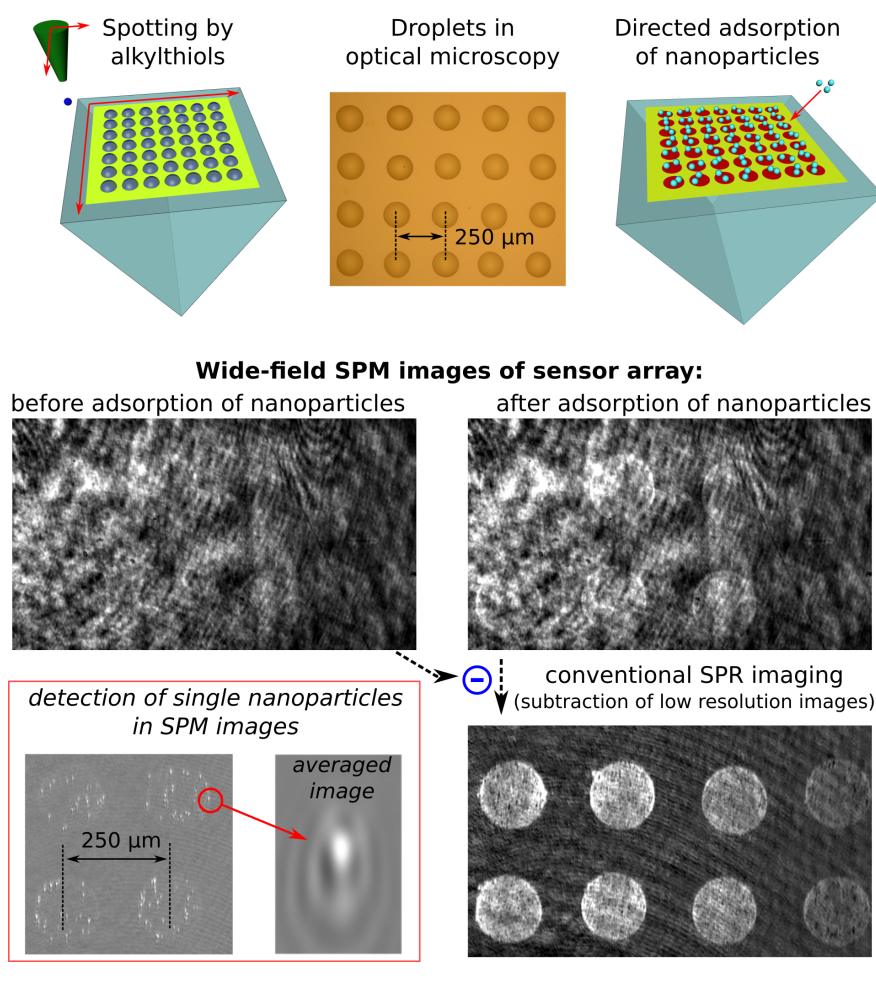 Spotting by
alkylthiols
Droplets in
optical microscopy
Directed adsorption
of nanoparticles
250 µm
Wide-field SPM images of sensor array:
before adsorption of nanoparticles
after adsorption of nanoparticles
−
conventional SPR imaging
(subtraction of low resolution images)
detection of single nanoparticles
in SPM images
averaged
image
250 µm